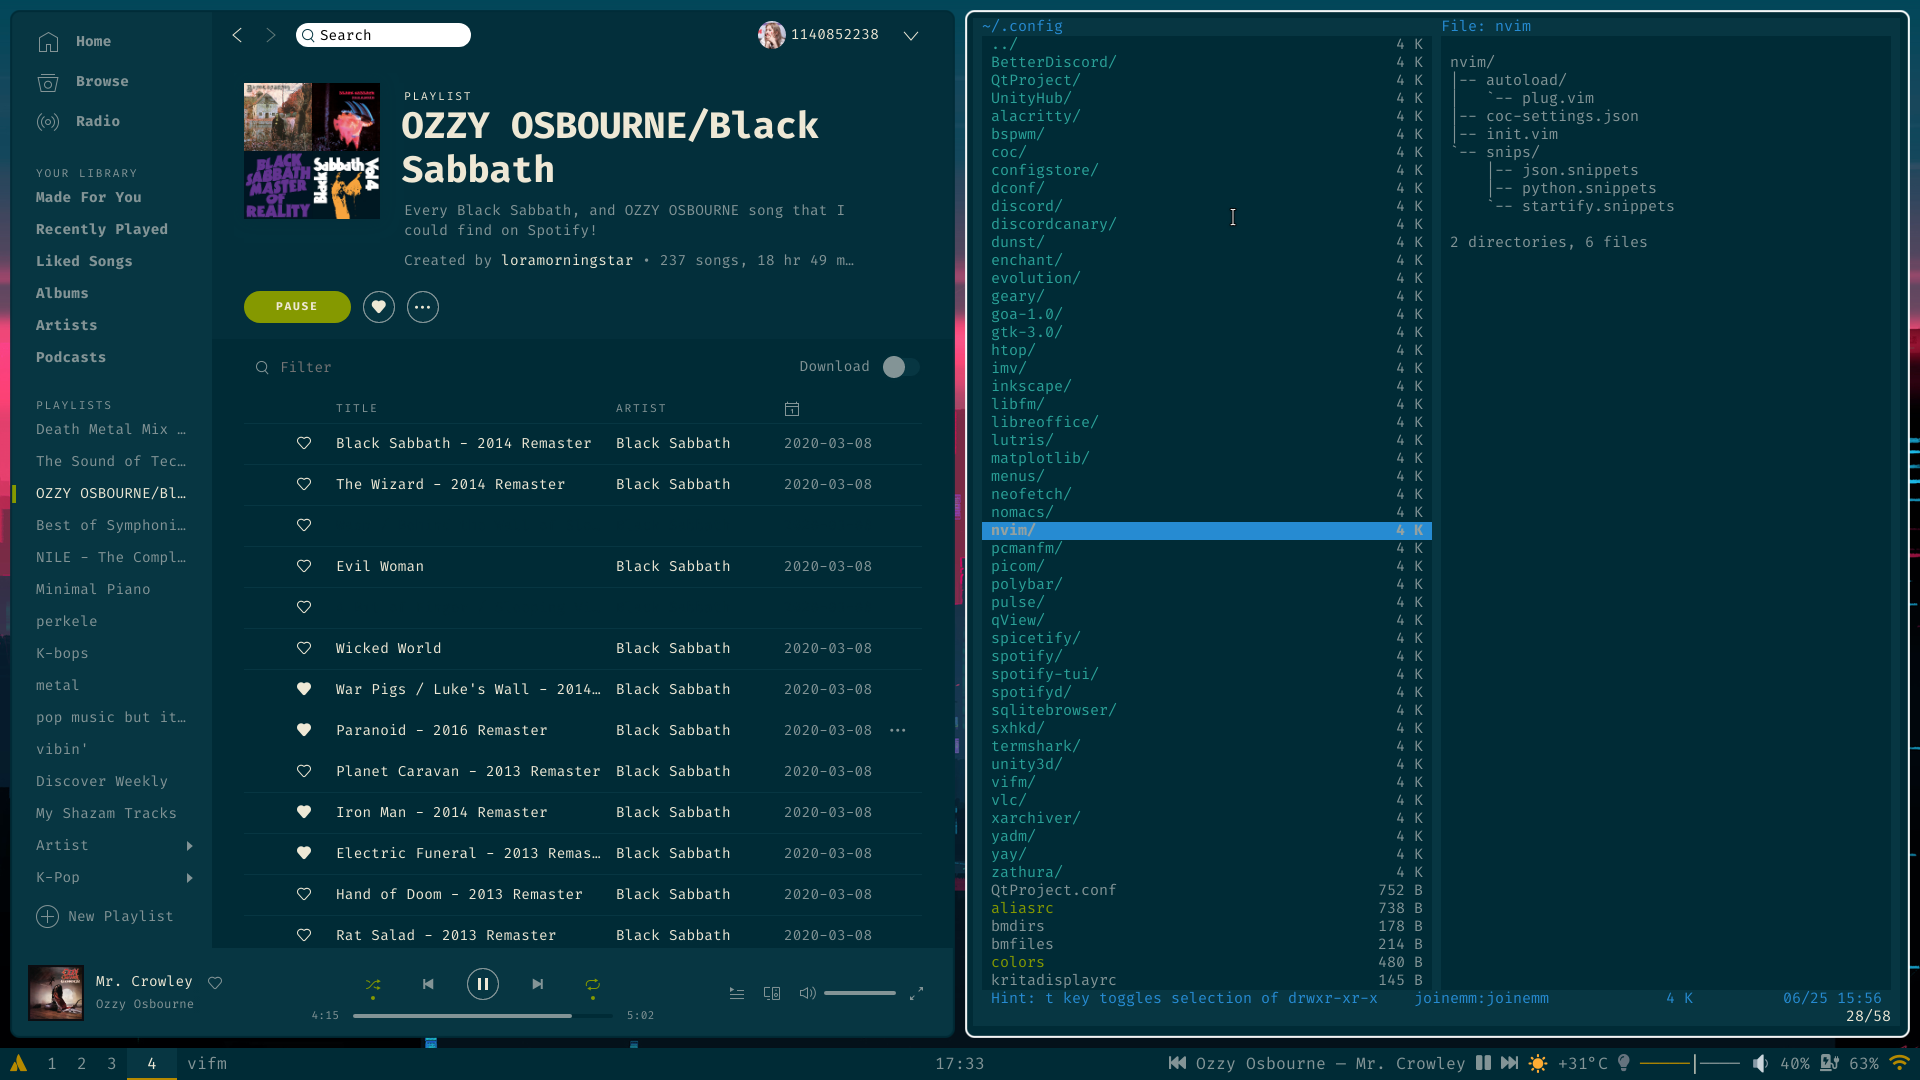 Home
Browse
Radio
YOUR LIBRARY
Made For You
Recently Played
Liked Songs
Albums
Artists
Podcasts
PLAYLISTS
Death Metal Mix …
The Sound of Tec…
OZZY OSBOURNE/Bl…
Best of Symphoni…
NILE - The Compl…
Minimal Piano
perkele
K-bops
metal
pop music but it…
vibin'
Discover Weekly
My Shazam Tracks
Artist
K-Pop
New Playlist
Search
1140852238
BLACK SABBATH MASTER OF REALITY
Black Sabbath Vol 4
PLAYLIST
OZZY OSBOURNE/Black
Sabbath
Every Black Sabbath, and OZZY OSBOURNE song that I
could find on Spotify!
Created by loramorningstar • 237 songs, 18 hr 49 m…
PAUSE
Filter
Download
TITLE ARTIST
Black Sabbath - 2014 Remaster Black Sabbath 2020-03-08
The Wizard - 2014 Remaster Black Sabbath 2020-03-08
Evil Woman Black Sabbath 2020-03-08
Wicked World Black Sabbath 2020-03-08
War Pigs / Luke's Wall - 2014… Black Sabbath 2020-03-08
Paranoid - 2016 Remaster Black Sabbath 2020-03-08
Planet Caravan - 2013 Remaster Black Sabbath 2020-03-08
Iron Man - 2014 Remaster Black Sabbath 2020-03-08
Electric Funeral - 2013 Remas… Black Sabbath 2020-03-08
Hand of Doom - 2013 Remaster Black Sabbath 2020-03-08
Rat Salad - 2013 Remaster Black Sabbath 2020-03-08
Mr. Crowley
Ozzy Osbourne
4:15
5:02
~/.config
../ 4 K
BetterDiscord/ 4 K
QtProject/ 4 K
UnityHub/ 4 K
alacritty/ 4 K
bspwm/ 4 K
coc/ 4 K
configstore/ 4 K
dconf/ 4 K
discord/ 4 K
discordcanary/ 4 K
dunst/ 4 K
enchant/ 4 K
evolution/ 4 K
geary/ 4 K
goa-1.0/ 4 K
gtk-3.0/ 4 K
htop/ 4 K
imv/ 4 K
inkscape/ 4 K
libfm/ 4 K
libreoffice/ 4 K
lutris/ 4 K
matplotlib/ 4 K
menus/ 4 K
neofetch/ 4 K
nomacs/ 4 K
nvim/ 4 K
pcmanfm/ 4 K
picom/ 4 K
polybar/ 4 K
pulse/ 4 K
qView/ 4 K
spicetify/ 4 K
spotify/ 4 K
spotify-tui/ 4 K
spotifyd/ 4 K
sqlitebrowser/ 4 K
sxhkd/ 4 K
termshark/ 4 K
unity3d/ 4 K
vifm/ 4 K
vlc/ 4 K
xarchiver/ 4 K
yadm/ 4 K
yay/ 4 K
zathura/ 4 K
QtProject.conf 752 B
aliasrc 738 B
bmdirs 178 B
bmfiles 214 B
colors 480 B
kritadisplayrc 145 B
File: nvim
nvim/
|-- autoload/
|   `-- plug.vim
|-- coc-settings.json
|-- init.vim
`-- snips/
    |-- json.snippets
    |-- python.snippets
    `-- startify.snippets
2 directories, 6 files
Hint: t key toggles selection of drwxr-xr-x joinemm:joinemm 4 K 06/25 15:56
28/58
1 2 3 4 vifm
17:33
Ozzy Osbourne – Mr. Crowley
+31°C
40%
63%